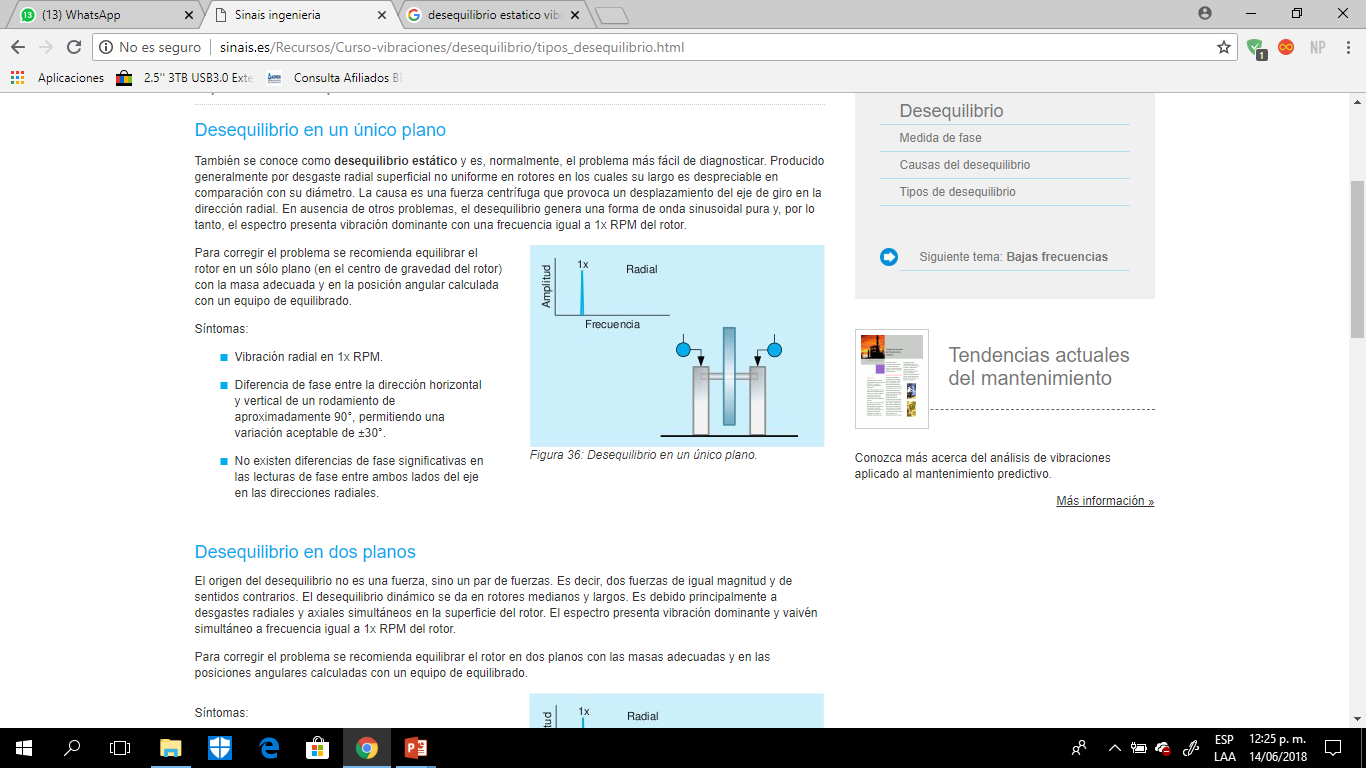 (13) WhatsApp
Sinais ingenieria
desequilibrio estatico vib
No es seguro
sinais.es/Recursos/Curso-vibraciones/desequilibrio/tipos_desequilibrio.html
1
NP
Aplicaciones
2.5" 3TB USB3.0 Exte
Consulta Afiliados BD
Desequilibrio en un único plano
También se conoce como desequilibrio estático y es, normalmente, el problema más fácil de diagnosticar. Producido
generalmente por desgaste radial superficial no uniforme en rotores en los cuales su largo es despreciable en
comparación con su diámetro. La causa es una fuerza centrífuga que provoca un desplazamiento del eje de giro en la
dirección radial. En ausencia de otros problemas, el desequilibrio genera una forma de onda sinusoidal pura y, por lo
tanto, el espectro presenta vibración dominante con una frecuencia igual a 1x RPM del rotor.
Para corregir el problema se recomienda equilibrar el
rotor en un sólo plano (en el centro de gravedad del rotor)
con la masa adecuada y en la posición angular calculada
con un equipo de equilibrado.
Síntomas:
Vibración radial en 1x RPM.
Diferencia de fase entre la dirección horizontal
y vertical de un rodamiento de
aproximadamente 90°, permitiendo una
variación aceptable de ±30°.
No existen diferencias de fase significativas en
las lecturas de fase entre ambos lados del eje
en las direcciones radiales.
1x
Radial
Amplitud
Frecuencia
Figura 36: Desequilibrio en un único plano.
Desequilibrio en dos planos
El origen del desequilibrio no es una fuerza, sino un par de fuerzas. Es decir, dos fuerzas de igual magnitud y de
sentidos contrarios. El desequilibrio dinámico se da en rotores medianos y largos. Es debido principalmente a
desgastes radiales y axiales simultáneos en la superficie del rotor. El espectro presenta vibración dominante y vaivén
simultáneo a frecuencia igual a 1x RPM del rotor.
Para corregir el problema se recomienda equilibrar el rotor en dos planos con las masas adecuadas y en las
posiciones angulares calculadas con un equipo de equilibrado.
Síntomas:
1x
Radial
tud
Desequilibrio
Medida de fase
Causas del desequilibrio
Tipos de desequilibrio
Siguiente tema: Bajas frecuencias
Tendencias actuales
del mantenimiento
Conozca más acerca del análisis de vibraciones
aplicado al mantenimiento predictivo.
Más información »
ESP
LAA
12:25 p. m.
14/06/2018